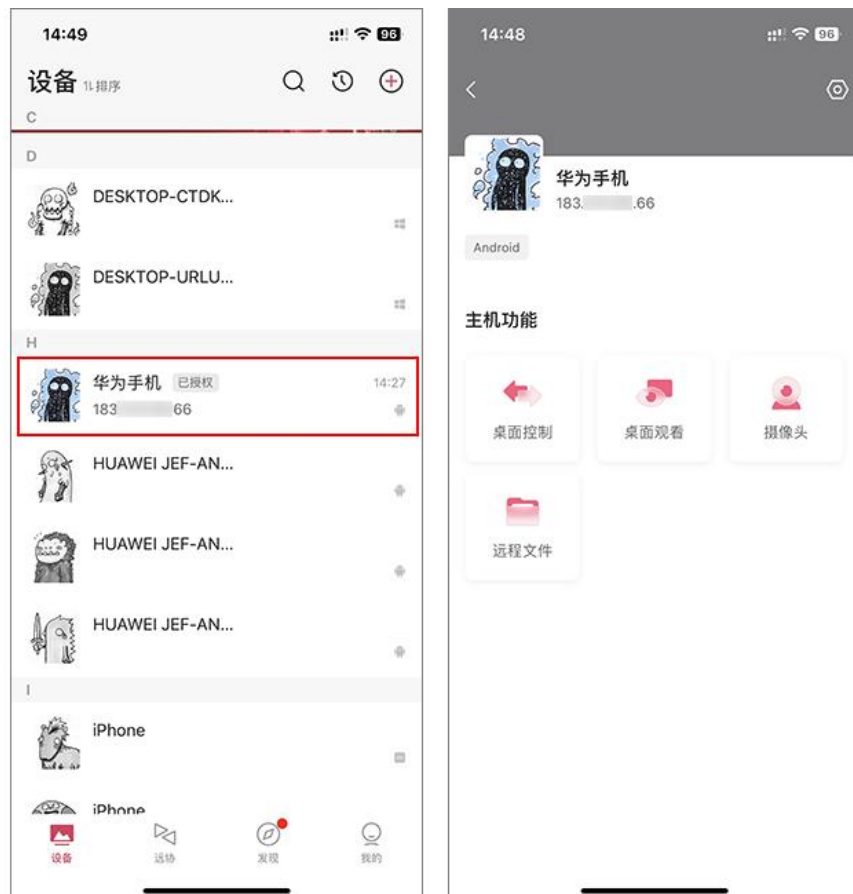 14:49
96
设备 排序
C
D
DESKTOP-CTDK...
DESKTOP-URLU...
H
华为手机 已授权 14:27
183 66
HUAWEI JEF-AN...
HUAWEI JEF-AN...
HUAWEI JEF-AN...
I
iPhone
iPhone
设备 远协 发现 我的
14:48
96
华为手机
183. .66
Android
主机功能
桌面控制 桌面观看 摄像头
远程文件